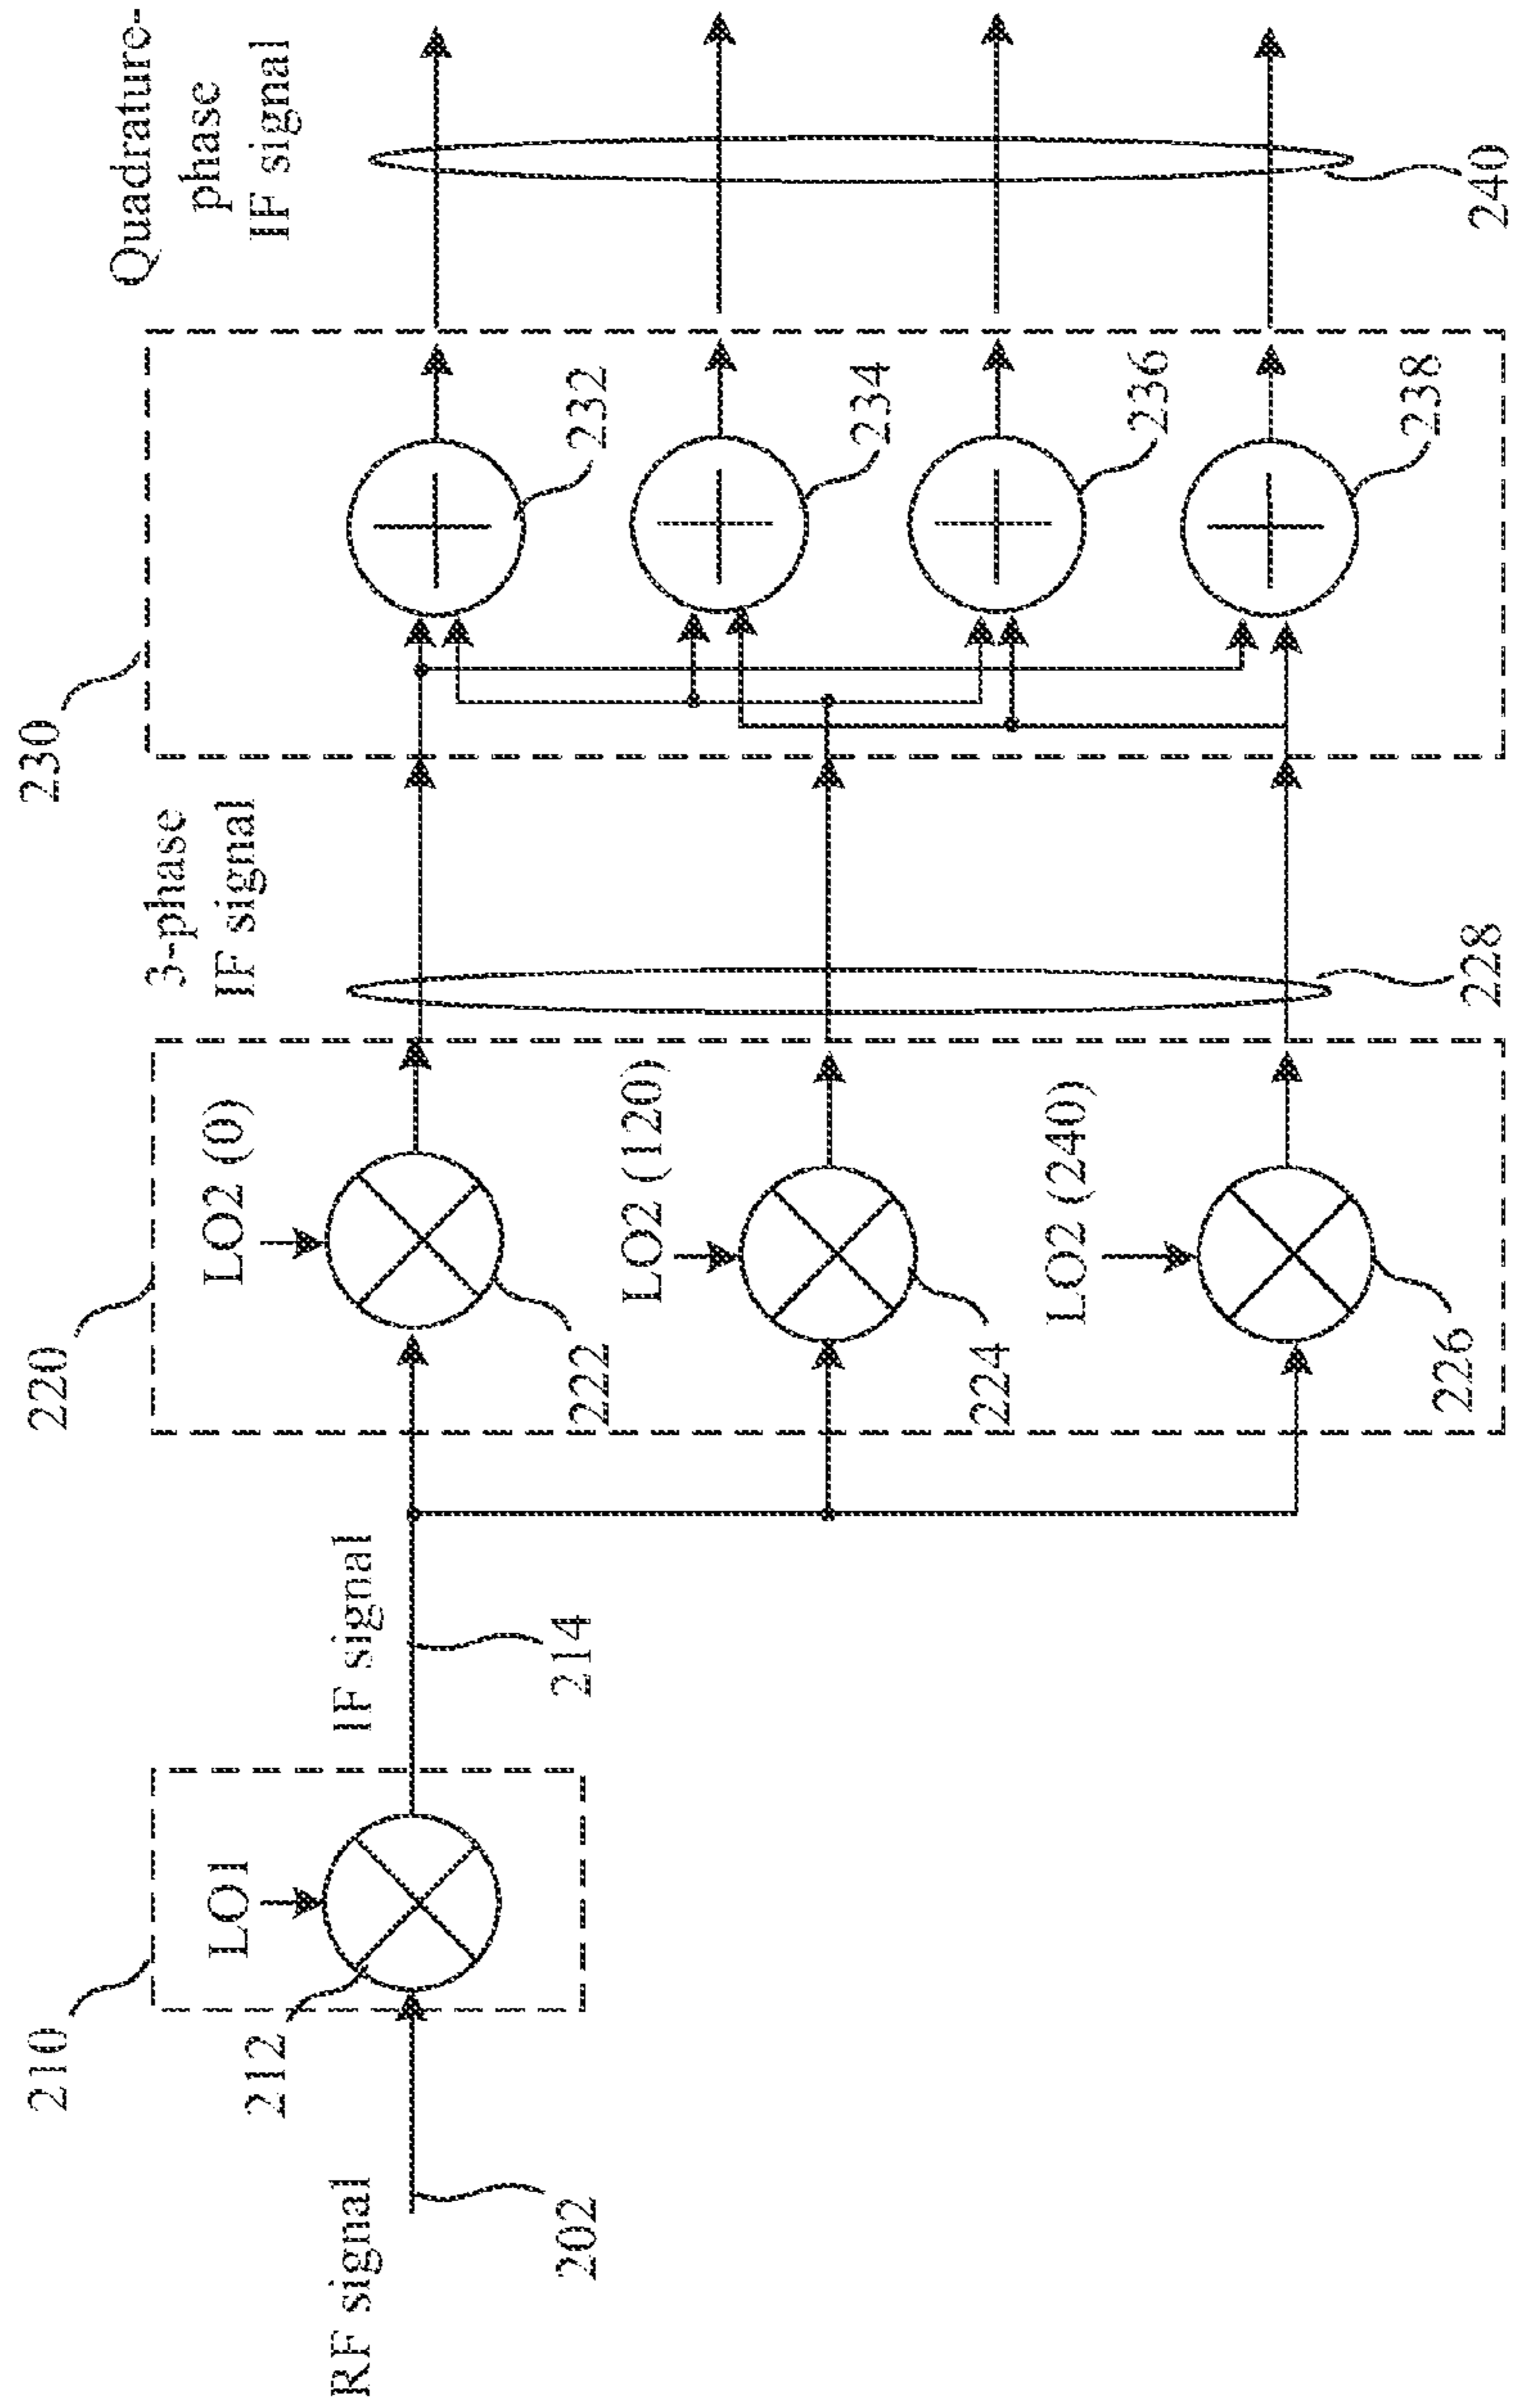 RF signal
202
210
LO1
212
IF signal
214
220
LO2 (0)
222
LO2 (120)
224
LO2 (240)
226
3-phase
IF signal
228
230
232
234
236
238
Quadrature-
phase
IF signal
240